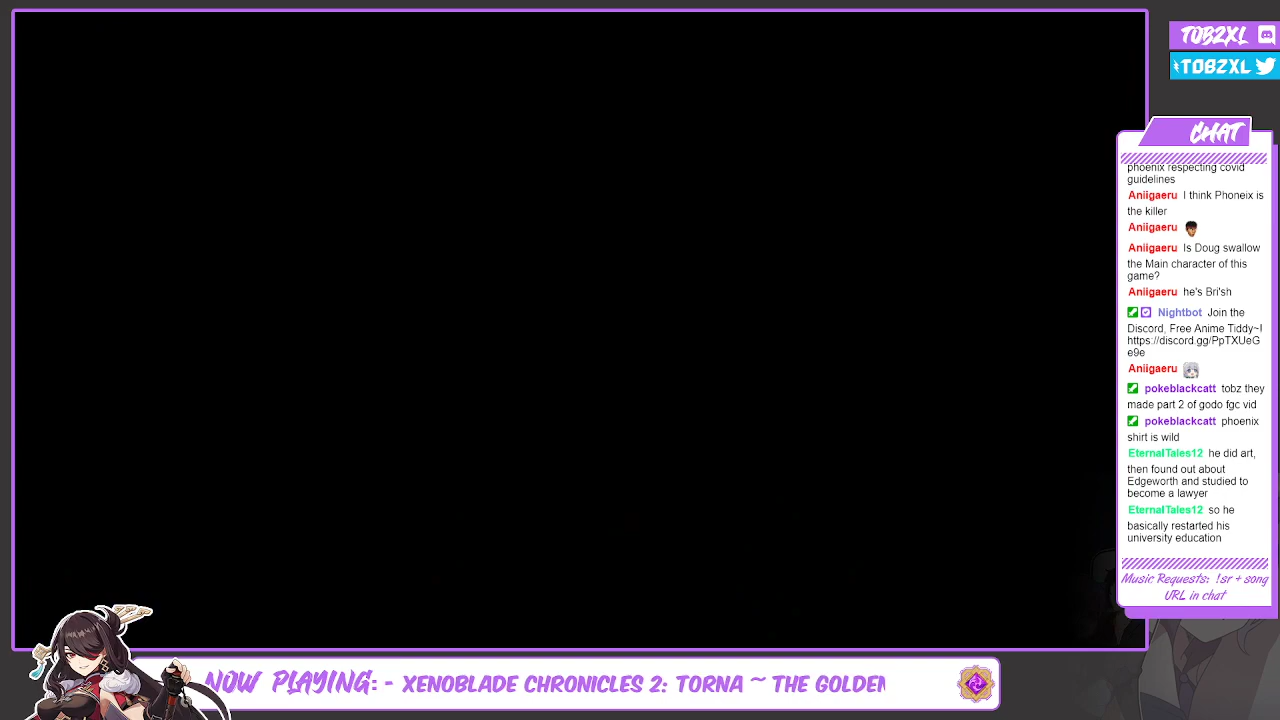 TOBZXL
TOBZXL
CHAT
phoenix respecting covid
guidelines
Aniigaeru I think Phoneix is
the killer
Aniigaeru
Aniigaeru Is Doug swallow
the Main character of this
game?
Aniigaeru he's Bri'sh
Nightbot Join the
Discord, Free Anime Tiddy~!
https://discord.gg/PpTXUeG
e9e
Aniigaeru
pokeblackcatt tobz they
made part 2 of godo fgc vid
pokeblackcatt phoenix
shirt is wild
EternalTales12 he did art,
then found out about
Edgeworth and studied to
become a lawyer
EternalTales12 so he
basically restarted his
university education
Music Requests: !sr + song
URL in chat
NOW PLAYING: - XENOBLADE CHRONICLES 2: TORNA ~ THE GOLDEN